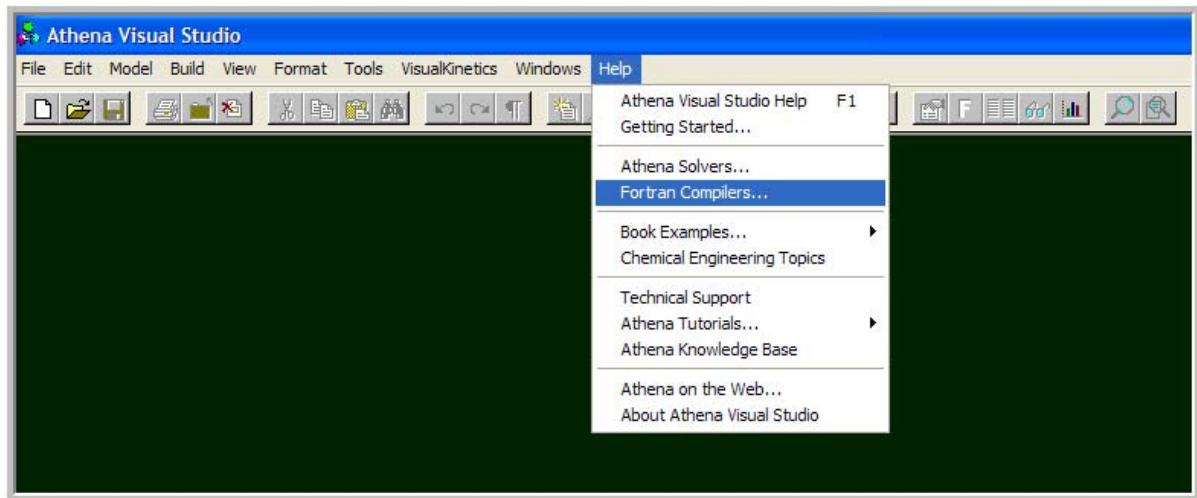 Athena Visual Studio
File Edit Model Build View Format Tools VisualKinetics Windows Help
Athena Visual Studio Help F1
Getting Started...
Athena Solvers...
Fortran Compilers...
Book Examples...
Chemical Engineering Topics
Technical Support
Athena Tutorials...
Athena Knowledge Base
Athena on the Web...
About Athena Visual Studio